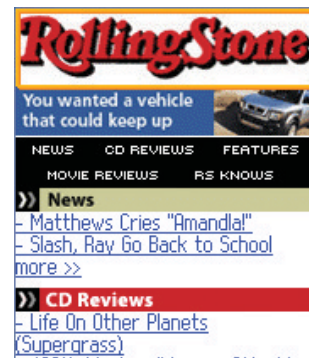 RollingStone
You wanted a vehicle
that could keep up
NEWS CD REVIEWS FEATURES
MOVIE REVIEWS RS KNOWS
News
- Matthews Cries "Amandla!"
- Slash, Ray Go Back to School
more >>
CD Reviews
- Life On Other Planets
(Supergrass)